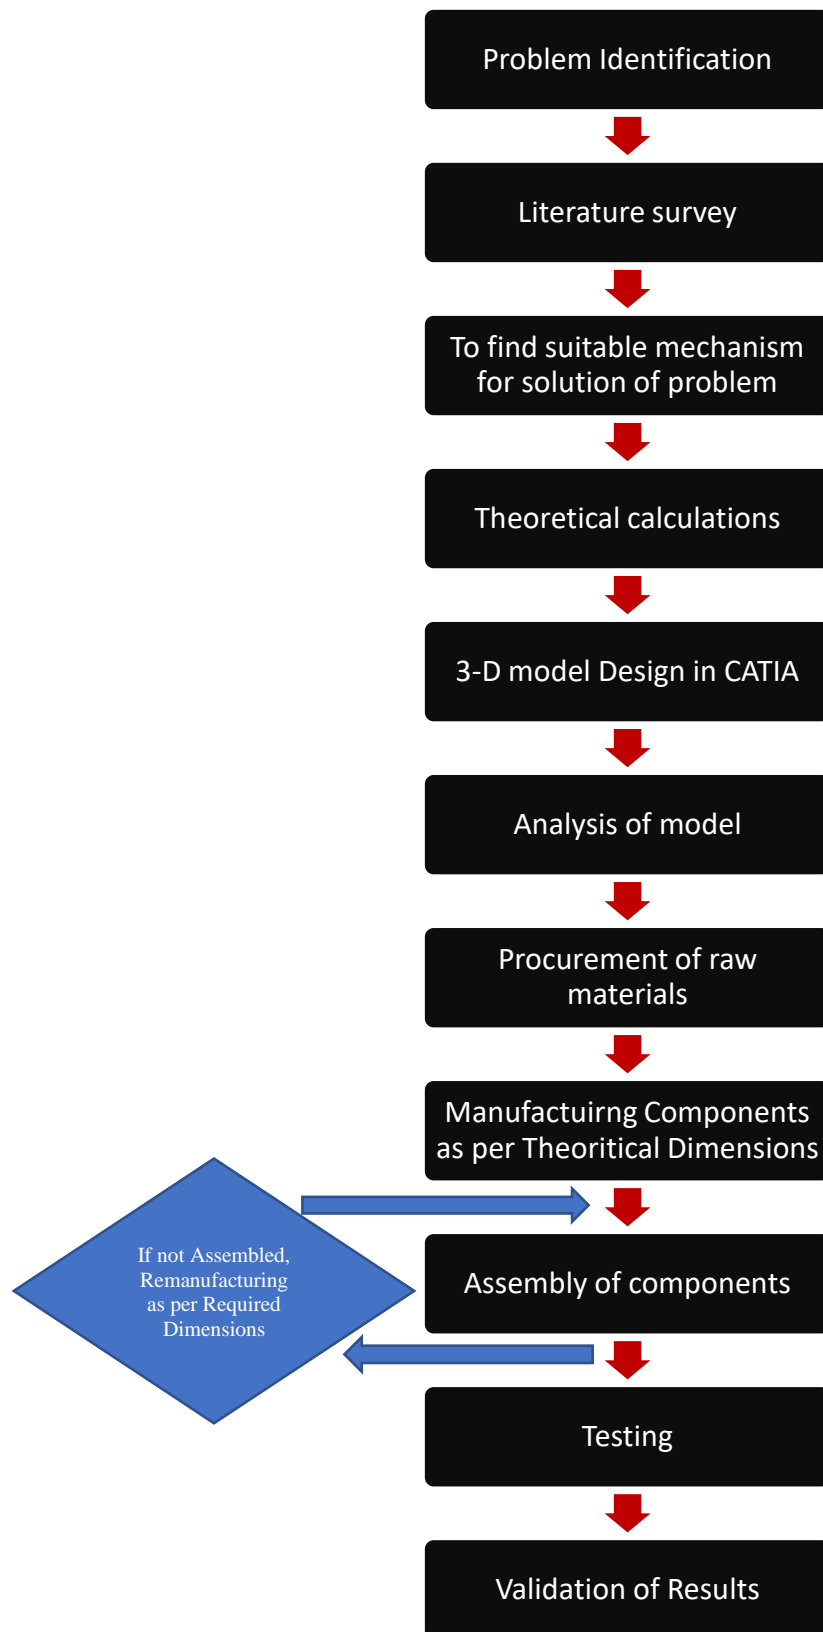 Problem Identification
Literature survey
To find suitable mechanism
for solution of problem
Theoretical calculations
3-D model Design in CATIA
Analysis of model
Procurement of raw
materials
Manufactuirng Components
as per Theoritical Dimensions
If not Assembled,
Remanufacturing
as per Required
Dimensions
Assembly of components
Testing
Validation of Results